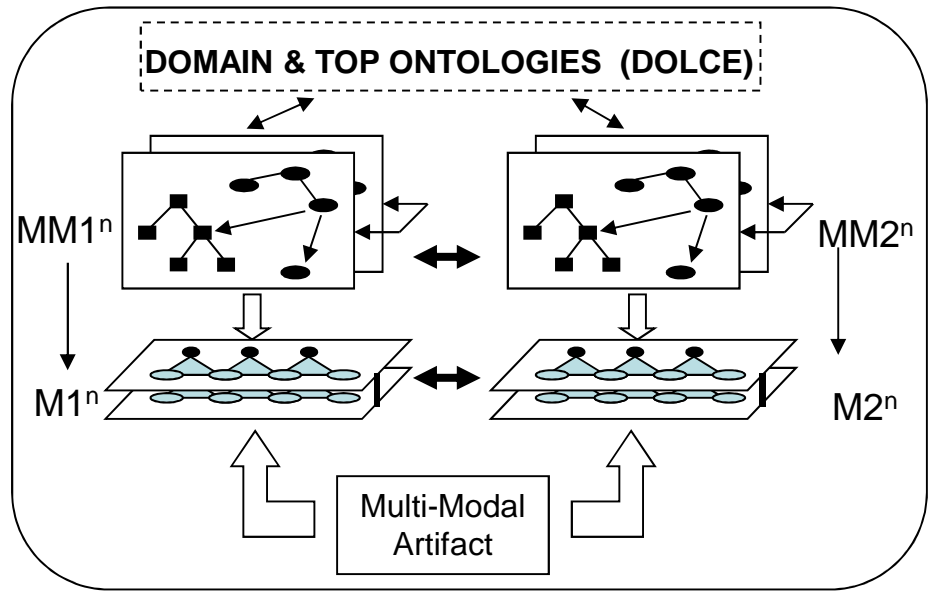 DOMAIN & TOP ONTOLOGIES (DOLCE)
MM1ⁿ
MM2ⁿ
M1ⁿ
M2ⁿ
Multi-Modal
Artifact